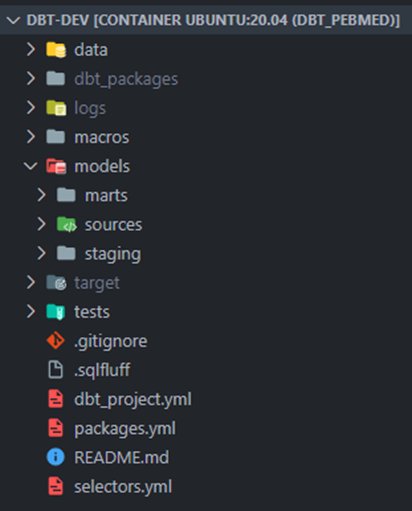 DBT-DEV [CONTAINER UBUNTU:20.04 (DBT_PEBMED)]
data
dbt_packages
logs
macros
models
marts
sources
staging
target
tests
.gitignore
.sqlfluff
dbt_project.yml
packages.yml
README.md
selectors.yml